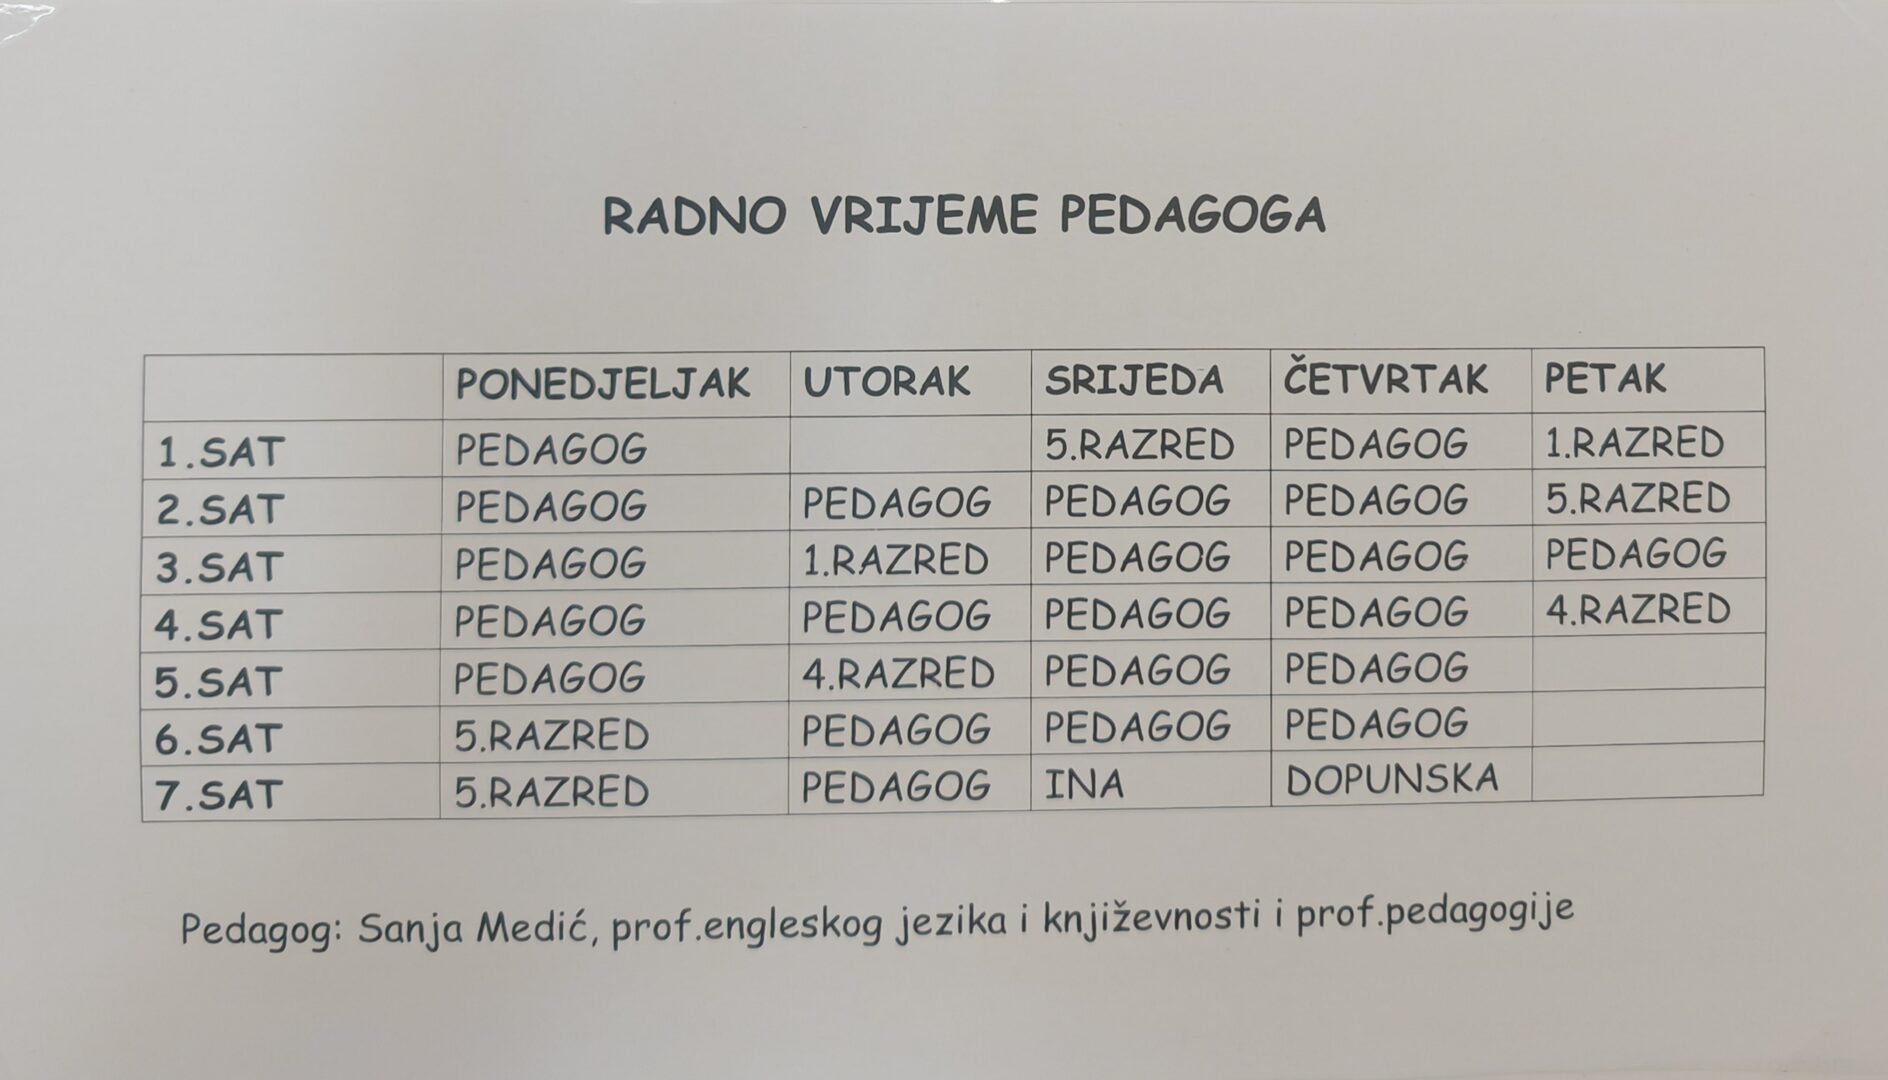 RADNO VRIJEME PEDAGOGA
PONEDJELJAK UTORAK SRIJEDA ČETVRTAK PETAK
1.SAT PEDAGOG 5.RAZRED PEDAGOG 1.RAZRED
2.SAT PEDAGOG PEDAGOG PEDAGOG PEDAGOG 5.RAZRED
3.SAT PEDAGOG 1.RAZRED PEDAGOG PEDAGOG PEDAGOG
4.SAT PEDAGOG PEDAGOG PEDAGOG PEDAGOG 4.RAZRED
5.SAT PEDAGOG 4.RAZRED PEDAGOG PEDAGOG
6.SAT 5.RAZRED PEDAGOG PEDAGOG PEDAGOG
7.SAT 5.RAZRED PEDAGOG INA DOPUNSKA
Pedagog: Sanja Medić, prof.engleskog jezika i književnosti i prof.pedagogije